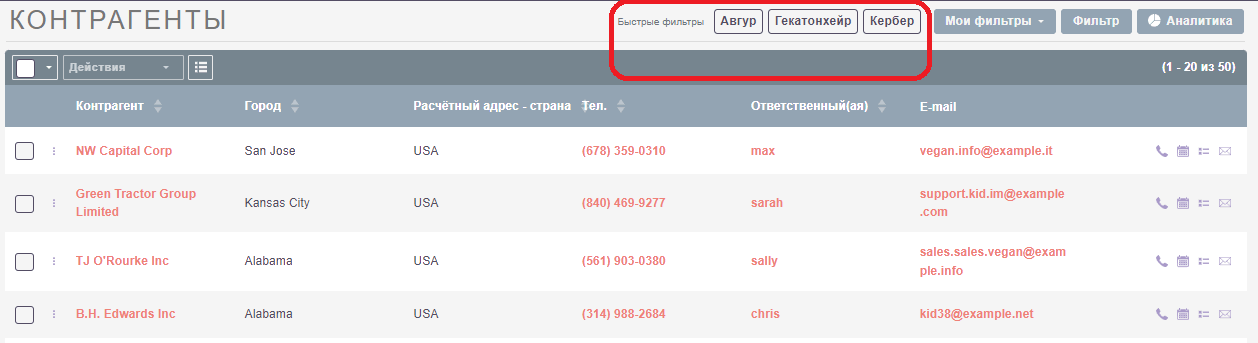 КОНТРАГЕНТЫ
Быстрые фильтры Авгур Гекатонхейр Кербер Мои фильтры Фильтр Аналитика
Действия (1 - 20 из 50)
Контрагент Город Расчётный адрес - страна Тел. Ответственный(ая) E-mail
NW Capital Corp San Jose USA (678) 359-0310 max vegan.info@example.it
Green Tractor Group
Limited
Kansas City USA (840) 469-9277 sarah
support.kid.im@example
.com
TJ O'Rourke Inc Alabama USA (561) 903-0380 sally
sales.sales.vegan@exam
ple.info
B.H. Edwards Inc Alabama USA (314) 988-2684 chris kid38@example.net